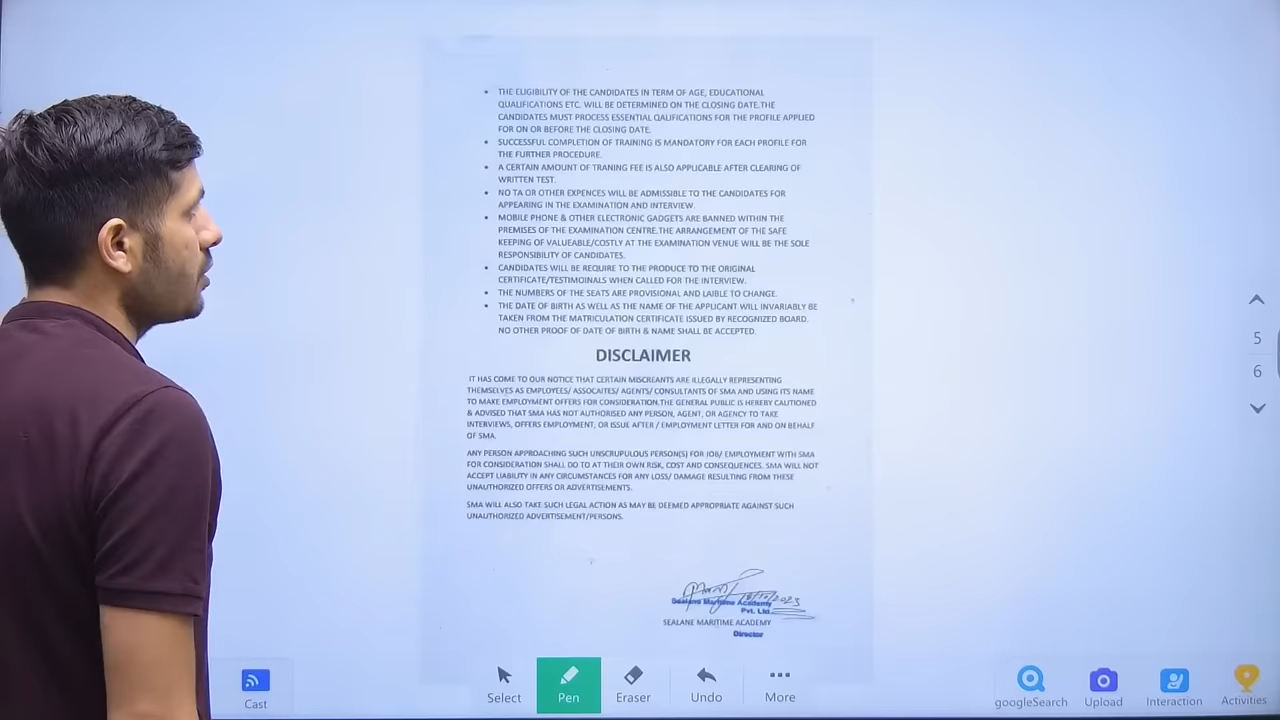 • THE ELIGIBILITY OF THE CANDIDATES IN TERM OF AGE, EDUCATIONAL
QUALIFICATIONS ETC. WILL BE DETERMINED ON THE CLOSING DATE.THE
CANDIDATES MUST PROCESS ESSENTIAL QALIFICATIONS FOR THE PROFILE APPLIED
FOR ON OR BEFORE THE CLOSING DATE.
• SUCCESSFUL COMPLETION OF TRAINING IS MANDATORY FOR EACH PROFILE FOR
THE FURTHER PROCEDURE.
• A CERTAIN AMOUNT OF TRANING FEE IS ALSO APPLICABLE AFTER CLEARING OF
WRITTEN TEST.
• NO TA OR OTHER EXPENCES WILL BE ADMISSIBLE TO THE CANDIDATES FOR
APPEARING IN THE EXAMINATION AND INTERVIEW.
• MOBILE PHONE & OTHER ELECTRONIC GADGETS ARE BANNED WITHIN THE
PREMISES OF THE EXAMINATION CENTRE.THE ARRANGEMENT OF THE SAFE
KEEPING OF VALUEABLE/COSTLY AT THE EXAMINATION VENUE WILL BE THE SOLE
RESPONSIBILITY OF CANDIDATES.
• CANDIDATES WILL BE REQUIRE TO THE PRODUCE TO THE ORIGINAL
CERTIFICATE/TESTIMOINALS WHEN CALLED FOR THE INTERVIEW.
• THE NUMBERS OF THE SEATS ARE PROVISIONAL AND LAIBLE TO CHANGE.
• THE DATE OF BIRTH AS WELL AS THE NAME OF THE APPLICANT WILL INVARIABLY BE
TAKEN FROM THE MATRICULATION CERTIFICATE ISSUED BY RECOGNIZED BOARD.
NO OTHER PROOF OF DATE OF BIRTH & NAME SHALL BE ACCEPTED.
DISCLAIMER
IT HAS COME TO OUR NOTICE THAT CERTAIN MISCREANTS ARE ILLEGALLY REPRESENTING
THEMSELVES AS EMPLOYEES/ ASSOCAITES/ AGENTS/ CONSULTANTS OF SMA AND USING ITS NAME
TO MAKE EMPLOYMENT OFFERS FOR CONSIDERATION.THE GENERAL PUBLIC IS HEREBY CAUTIONED
& ADVISED THAT SMA HAS NOT AUTHORISED ANY PERSON, AGENT, OR AGENCY TO TAKE
INTERVIEWS, OFFERS EMPLOYMENT, OR ISSUE AFTER / EMPLOYMENT LETTER FOR AND ON BEHALF
OF SMA.
ANY PERSON APPROACHING SUCH UNSCRUPULOUS PERSON(S) FOR JOB/ EMPLOYMENT WITH SMA
FOR CONSIDERATION SHALL DO TO AT THEIR OWN RISK, COST AND CONSEQUENCES. SMA WILL NOT
ACCEPT LIABILITY IN ANY CIRCUMSTANCES FOR ANY LOSS/ DAMAGE RESULTING FROM THESE
UNAUTHORIZED OFFERS OR ADVERTISEMENTS.
SMA WILL ALSO TAKE SUCH LEGAL ACTION AS MAY BE DEEMED APPROPRIATE AGAINST SUCH
UNAUTHORIZED ADVERTISEMENT/PERSONS.
Sealane Maritime Academy
Pvt. Ltd.
SEALANE MARITIME ACADEMY
Director
5
6
Cast
Select
Pen
Eraser
Undo
More
googleSearch
Upload
Interaction
Activities